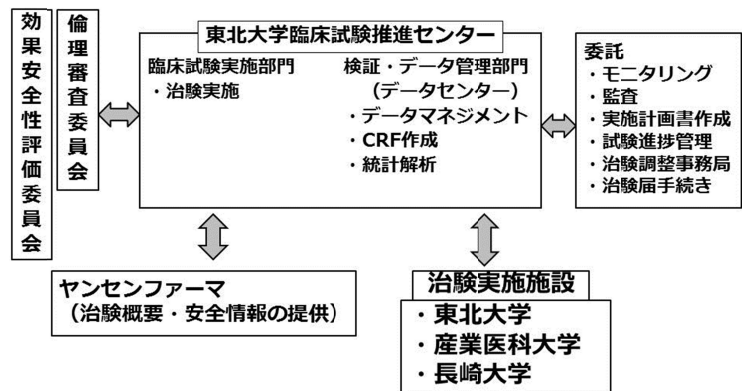 効果安全性評価委員会
倫理審査委員会
東北大学臨床試験推進センター
臨床試験実施部門
・治験実施
検証・データ管理部門
（データセンター）
・データマネジメント
・CRF作成
・統計解析
委託
・モニタリング
・監査
・実施計画書作成
・試験進捗管理
・治験調整事務局
・治験届手続き
ヤンセンファーマ
（治験概要・安全情報の提供）
治験実施施設
・東北大学
・産業医科大学
・長崎大学